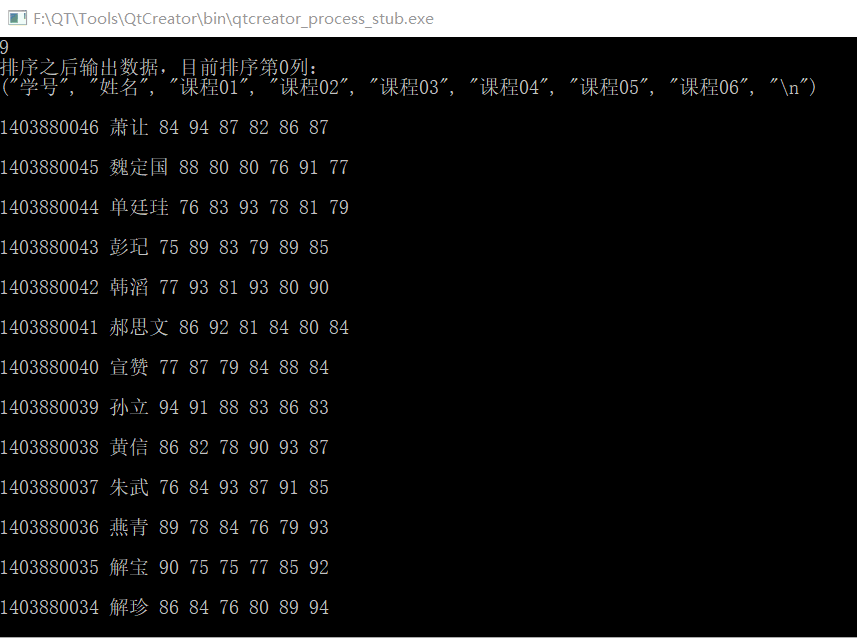 F:\QT\Tools\QtCreator\bin\qtcreator_process_stub.exe
9
排序之后输出数据，目前排序第0列：
("学号", "姓名", "课程01", "课程02", "课程03", "课程04", "课程05", "课程06", "\n")
1403880046 萧让 84 94 87 82 86 87
1403880045 魏定国 88 80 80 76 91 77
1403880044 单廷珪 76 83 93 78 81 79
1403880043 彭玘 75 89 83 79 89 85
1403880042 韩滔 77 93 81 93 80 90
1403880041 郝思文 86 92 81 84 80 84
1403880040 宣赞 77 87 79 84 88 84
1403880039 孙立 94 91 88 83 86 83
1403880038 黄信 86 82 78 90 93 87
1403880037 朱武 76 84 93 87 91 85
1403880036 燕青 89 78 84 76 79 93
1403880035 解宝 90 75 75 77 85 92
1403880034 解珍 86 84 76 80 89 94